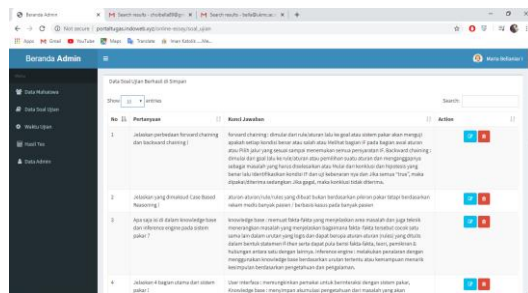 Beranda Admin
Search results
Search results
Not secure | portaltugas.indoweb.xyz/online-essay/soal_ujian
Apps Gmail YouTube Maps Translate
Beranda Admin
Data Mahasiswa
Data Soal Ujian
Waktu Ujian
Hasil Tes
Data Admin
Data Soal Ujian Berhasil di Simpan
Show 10 entries
Search:
No Pertanyaan Kunci Jawaban Action
1 Jelaskan perbedaan forward chaining
dan backward chaining !
forward chaining : dimulai dari rule/aturan lalu ke goal atau sistem pakar akan menguji
apakah setiap kondisi benar atau salah atau melihat bagian IF pada bagian awal aturan
atau Pilih jalur yang sesuai sampai menemukan semua persyaratan IF. Backward chaining :
dimulai dari goal lalu ke rule/aturan atau pemilihan suatu aturan dan menganggapnya
sebagai masalah yang harus diselesaikan atau Mulai dari konklusi dan hipotesis yang
benar lalu identifikasikan kondisi IF dan uji kebenaran nya dan Jika semua "true", maka
dipakai/diterima sedangkan Jika gagal, maka konklusi tidak diterima.
2 Jelaskan yang dimaksud Case Based
Reasoning !
aturan-aturan/rule/rules yang dibuat bukan berdasarkan pikiran pakar tetapi berdasarkan
rekam medis banyak pasien / berbasis kasus pada banyak pasien
3 Apa saja isi di dalam knowledge base
dan inference engine pada sistem
pakar ?
knowledge base : memuat fakta-fakta yang menjelaskan area masalah dan juga teknik
menerangkan masalah yang menjelaskan bagaimana fakta-fakta tersebut cocok satu
sama lain dalam urutan yang logis dan dapat berupa aturan-aturan (rules) yang ditulis
dalam bentuk statemen if then serta dapat pula berisi fakta-fakta, teori, pemikiran &
hubungan antara satu dengan lainnya. inference engine : melakukan penalaran dengan
menggunakan knowledge base berdasarkan urutan tertentu atau kemampuan menarik
kesimpulan berdasarkan pengetahuan dan pengalaman.
4 Jelaskan 4 bagian utama dari sistem
pakar !
User interface : memungkinkan pemakai untuk berinteraksi dengan sistem pakar,
Knowledge base : menyimpan akumulasi pengetahuan dari masalah yang akan